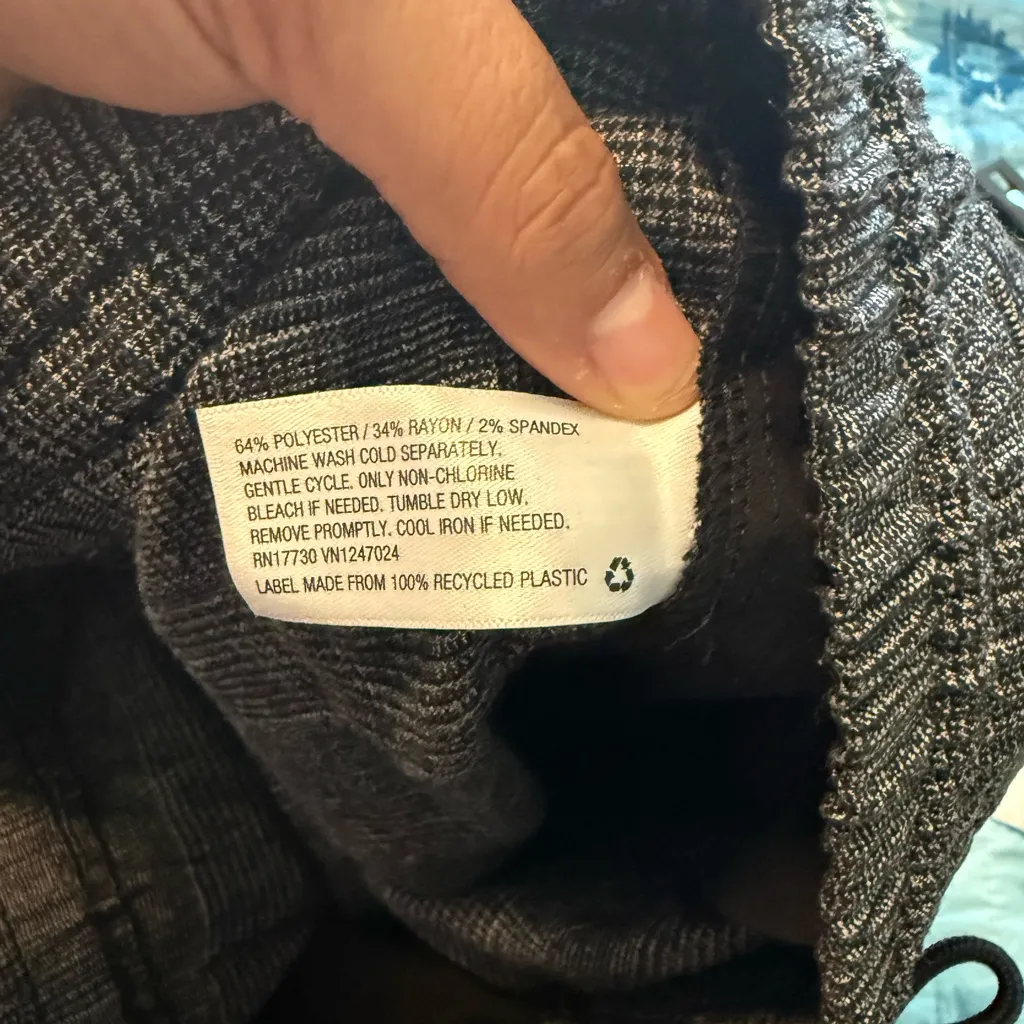 64% POLYESTER / 34% RAYON / 2% SPANDEX
MACHINE WASH COLD SEPARATELY.
GENTLE CYCLE. ONLY NON-CHLORINE
BLEACH IF NEEDED. TUMBLE DRY LOW.
REMOVE PROMPTLY. COOL IRON IF NEEDED.
RN17730 VN1247024
LABEL MADE FROM 100% RECYCLED PLASTIC